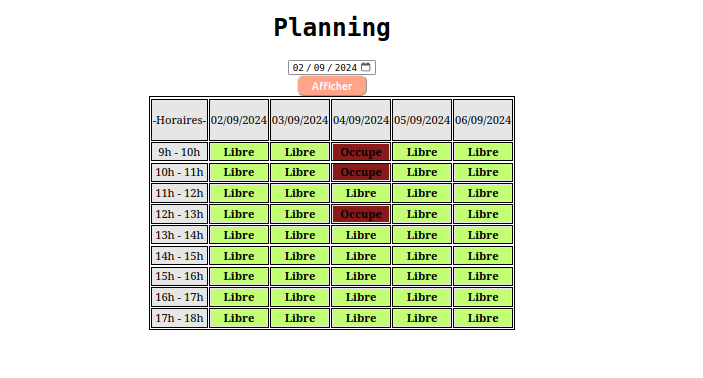 Planning
02 / 09 / 2024
Afficher
-Horaires- 02/09/2024 03/09/2024 04/09/2024 05/09/2024 06/09/2024
9h - 10h Libre Libre Occupe Libre Libre
10h - 11h Libre Libre Occupe Libre Libre
11h - 12h Libre Libre Libre Libre Libre
12h - 13h Libre Libre Occupe Libre Libre
13h - 14h Libre Libre Libre Libre Libre
14h - 15h Libre Libre Libre Libre Libre
15h - 16h Libre Libre Libre Libre Libre
16h - 17h Libre Libre Libre Libre Libre
17h - 18h Libre Libre Libre Libre Libre